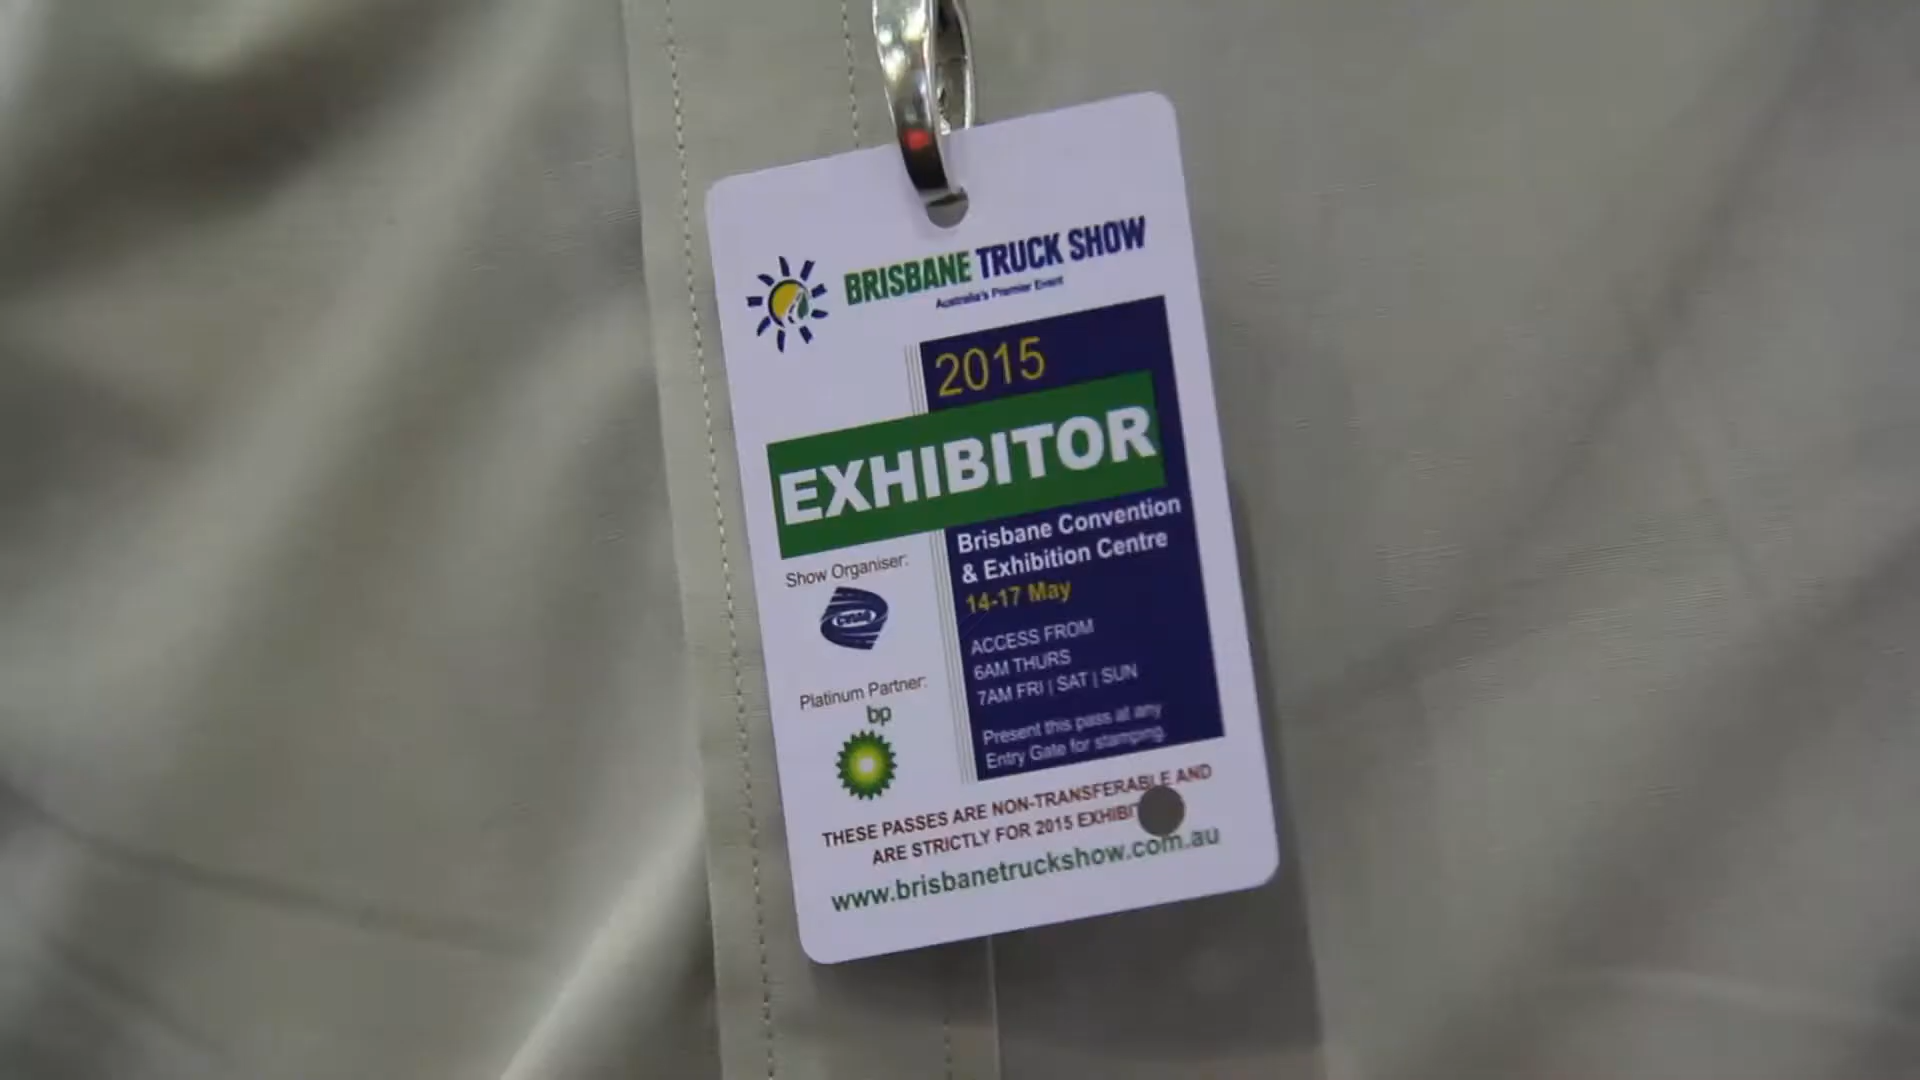 BRISBANE TRUCK SHOW
Australia's Premier Event
2015
EXHIBITOR
Brisbane Convention
& Exhibition Centre
14-17 May
ACCESS FROM
6AM THURS
7AM FRI | SAT | SUN
Present this pass at any
Entry Gate for stamping.
Show Organiser:
Platinum Partner:
bp
THESE PASSES ARE NON-TRANSFERABLE AND
ARE STRICTLY FOR 2015
www.brisbanetruckshow.com.au